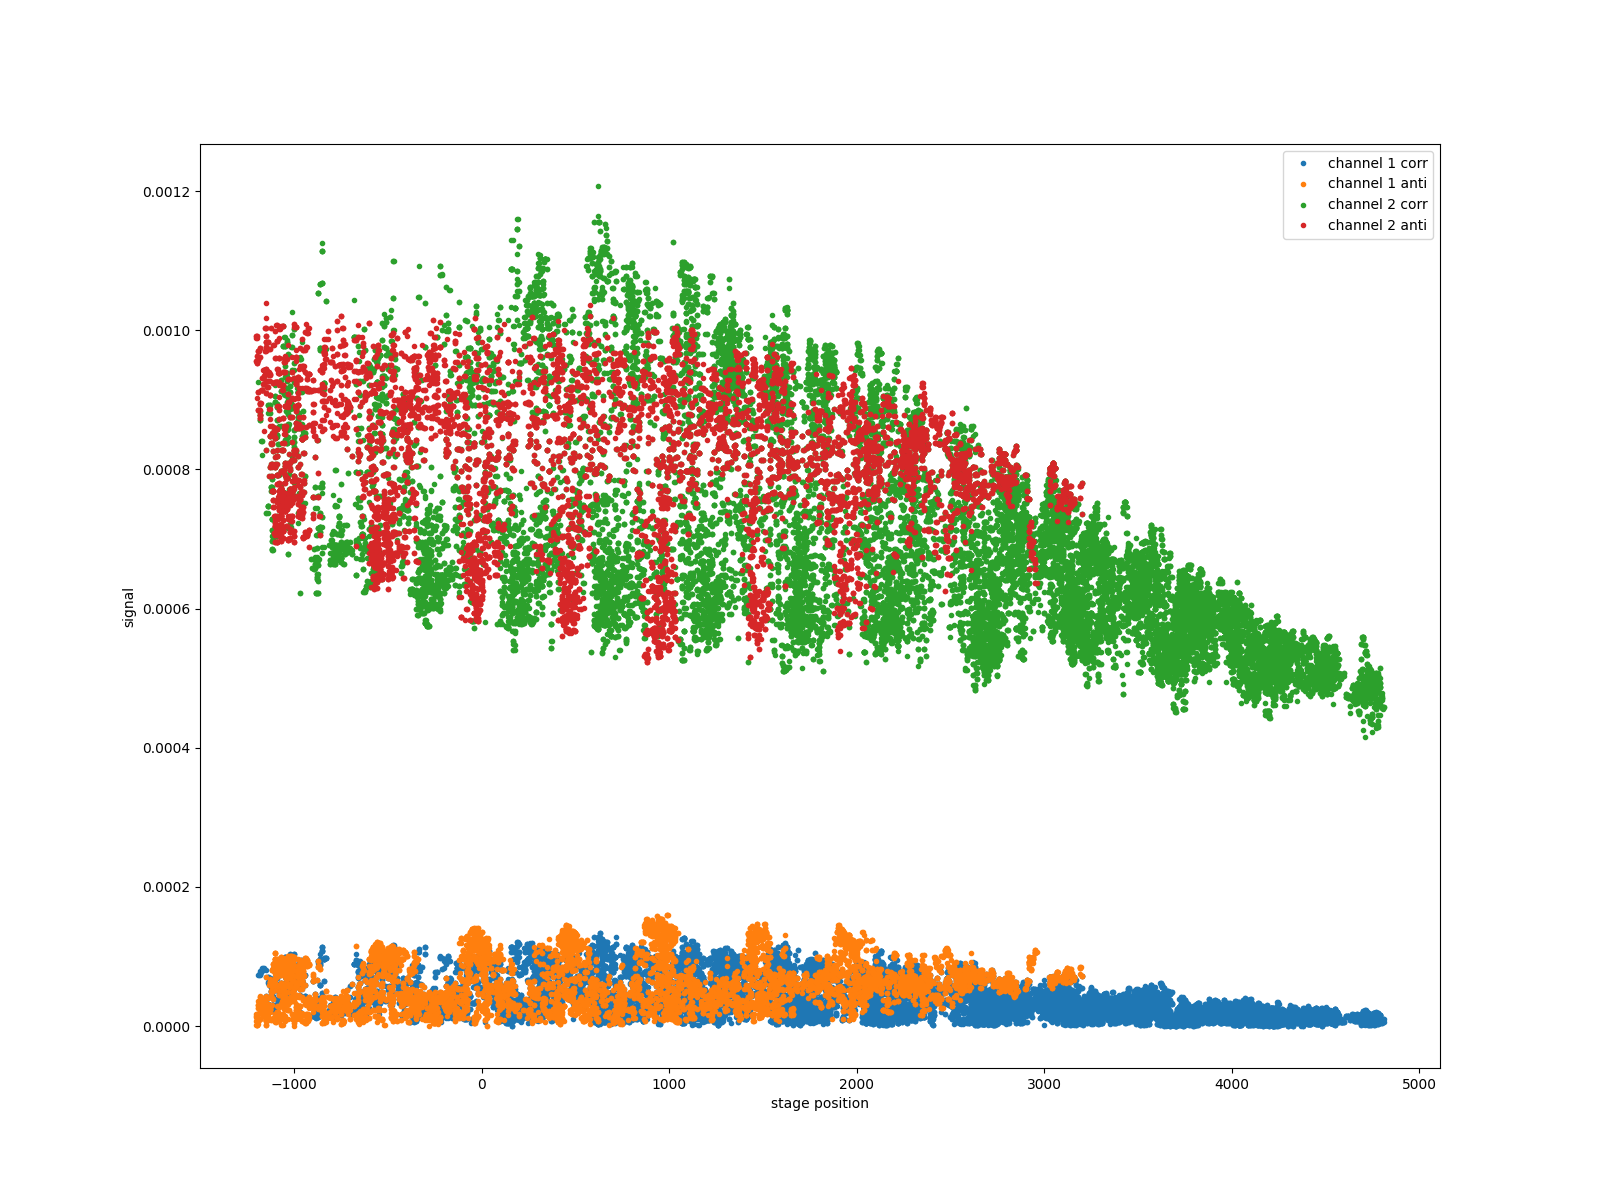 channel 1 corr
channel 1 anti
channel 2 corr
channel 2 anti
0.0012
0.0010
0.0008
0.0006
0.0004
0.0002
0.0000
signal
−1000 0 1000 2000 3000 4000 5000
stage position